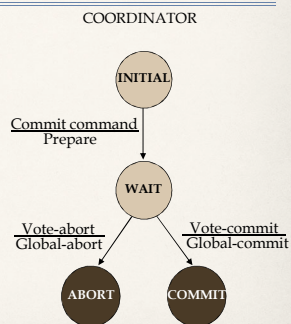 COORDINATOR
INITIAL
Commit command
Prepare
WAIT
Vote-abort
Global-abort
Vote-commit
Global-commit
ABORT
COMMIT